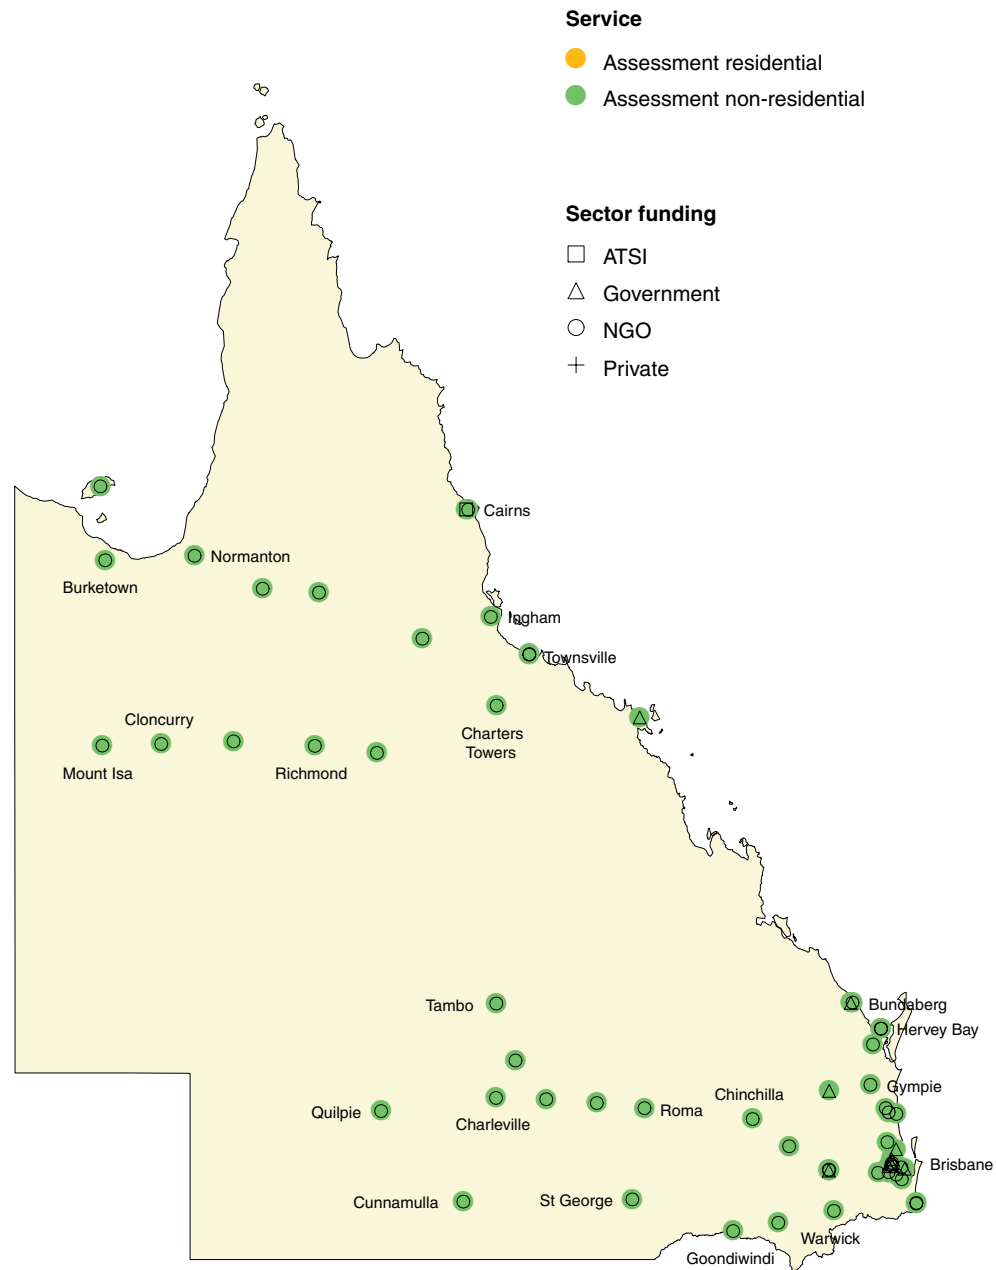 Service
Assessment residential
Assessment non-residential
Sector funding
ATSI
Government
NGO
Private
Cairns
Normanton
Burketown
Ingham
Townsville
Cloncurry
Charters
Towers
Mount Isa
Richmond
Tambo
Bundaberg
Hervey Bay
Gympie
Chinchilla
Quilpie
Roma
Charleville
Brisbane
Cunnamulla
St George
Warwick
Goondiwindi